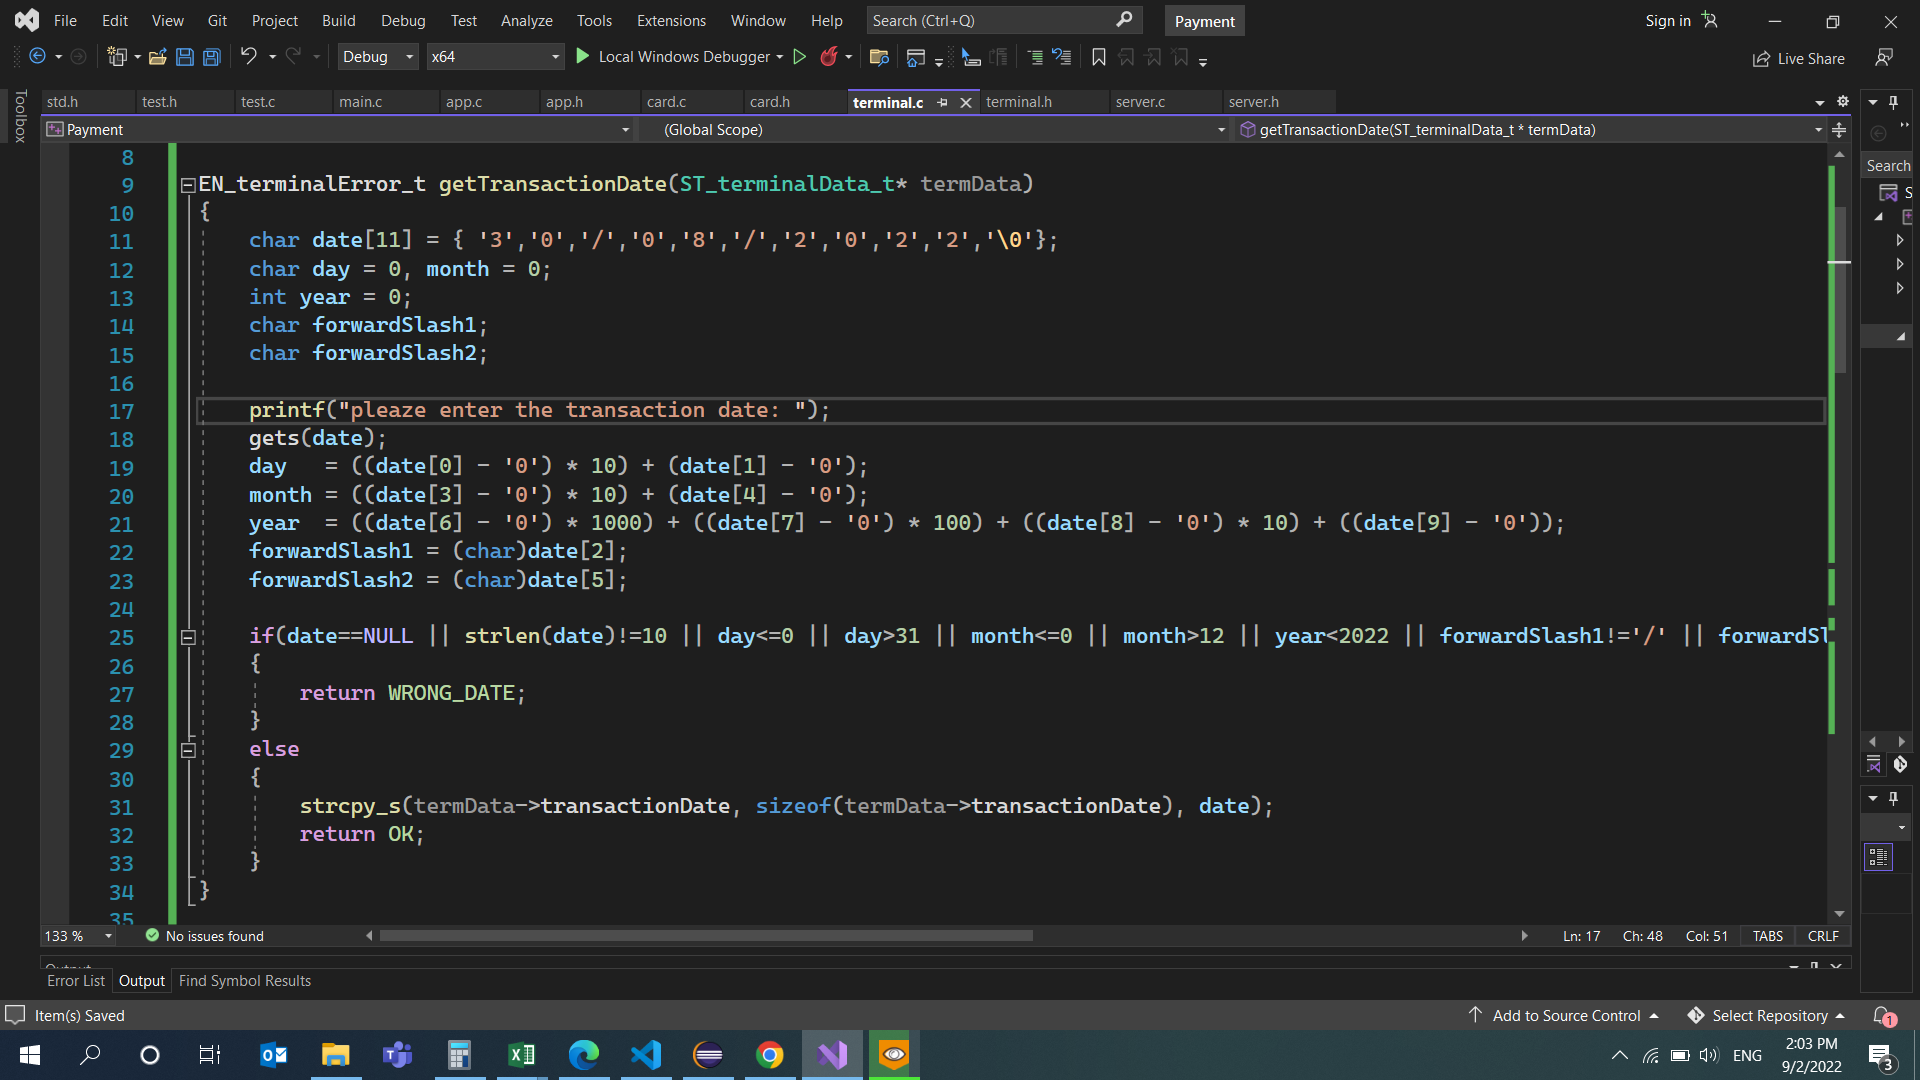 File Edit View Git Project Build Debug Test Analyze Tools Extensions Window Help Search (Ctrl+Q) Payment Sign in
Debug x64 Local Windows Debugger Live Share
Toolbox
std.h test.h test.c main.c app.c app.h card.c card.h terminal.c terminal.h server.c server.h
Payment (Global Scope) getTransactionDate(ST_terminalData_t * termData)
Search
S
8
9 EN_terminalError_t getTransactionDate(ST_terminalData_t* termData)
10 {
11 char date[11] = { '3','0','/','0','8','/','2','0','2','2','\0'};
12 char day = 0, month = 0;
13 int year = 0;
14 char forwardSlash1;
15 char forwardSlash2;
16
17 printf("pleaze enter the transaction date: ");
18 gets(date);
19 day = ((date[0] - '0') * 10) + (date[1] - '0');
20 month = ((date[3] - '0') * 10) + (date[4] - '0');
21 year = ((date[6] - '0') * 1000) + ((date[7] - '0') * 100) + ((date[8] - '0') * 10) + ((date[9] - '0'));
22 forwardSlash1 = (char)date[2];
23 forwardSlash2 = (char)date[5];
24
25 if(date==NULL || strlen(date)!=10 || day<=0 || day>31 || month<=0 || month>12 || year<2022 || forwardSlash1!='/' || forwardSl
26 {
27 return WRONG_DATE;
28 }
29 else
30 {
31 strcpy_s(termData->transactionDate, sizeof(termData->transactionDate), date);
32 return OK;
33 }
34 }
35
133 % No issues found Ln: 17 Ch: 48 Col: 51 TABS CRLF
Output
Error List Output Find Symbol Results
Item(s) Saved Add to Source Control Select Repository 1
ENG 2:03 PM
9/2/2022 3